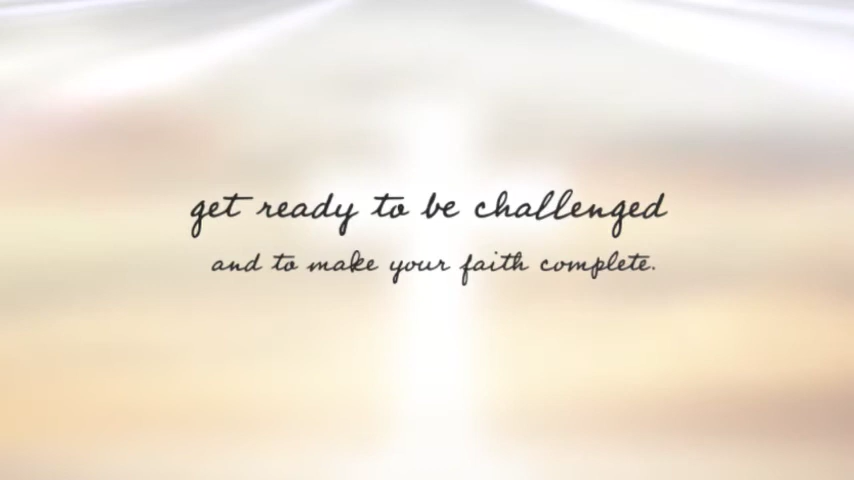 get ready to be challenged
and to make your faith complete.